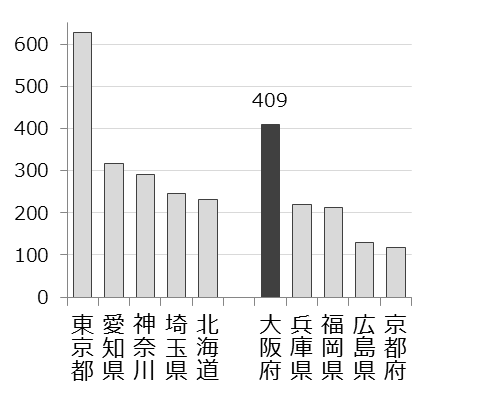 600
500
400
300
200
100
0
409
東京都
愛知県
神奈川
埼玉県
北海道
大阪府
兵庫県
福岡県
広島県
京都府